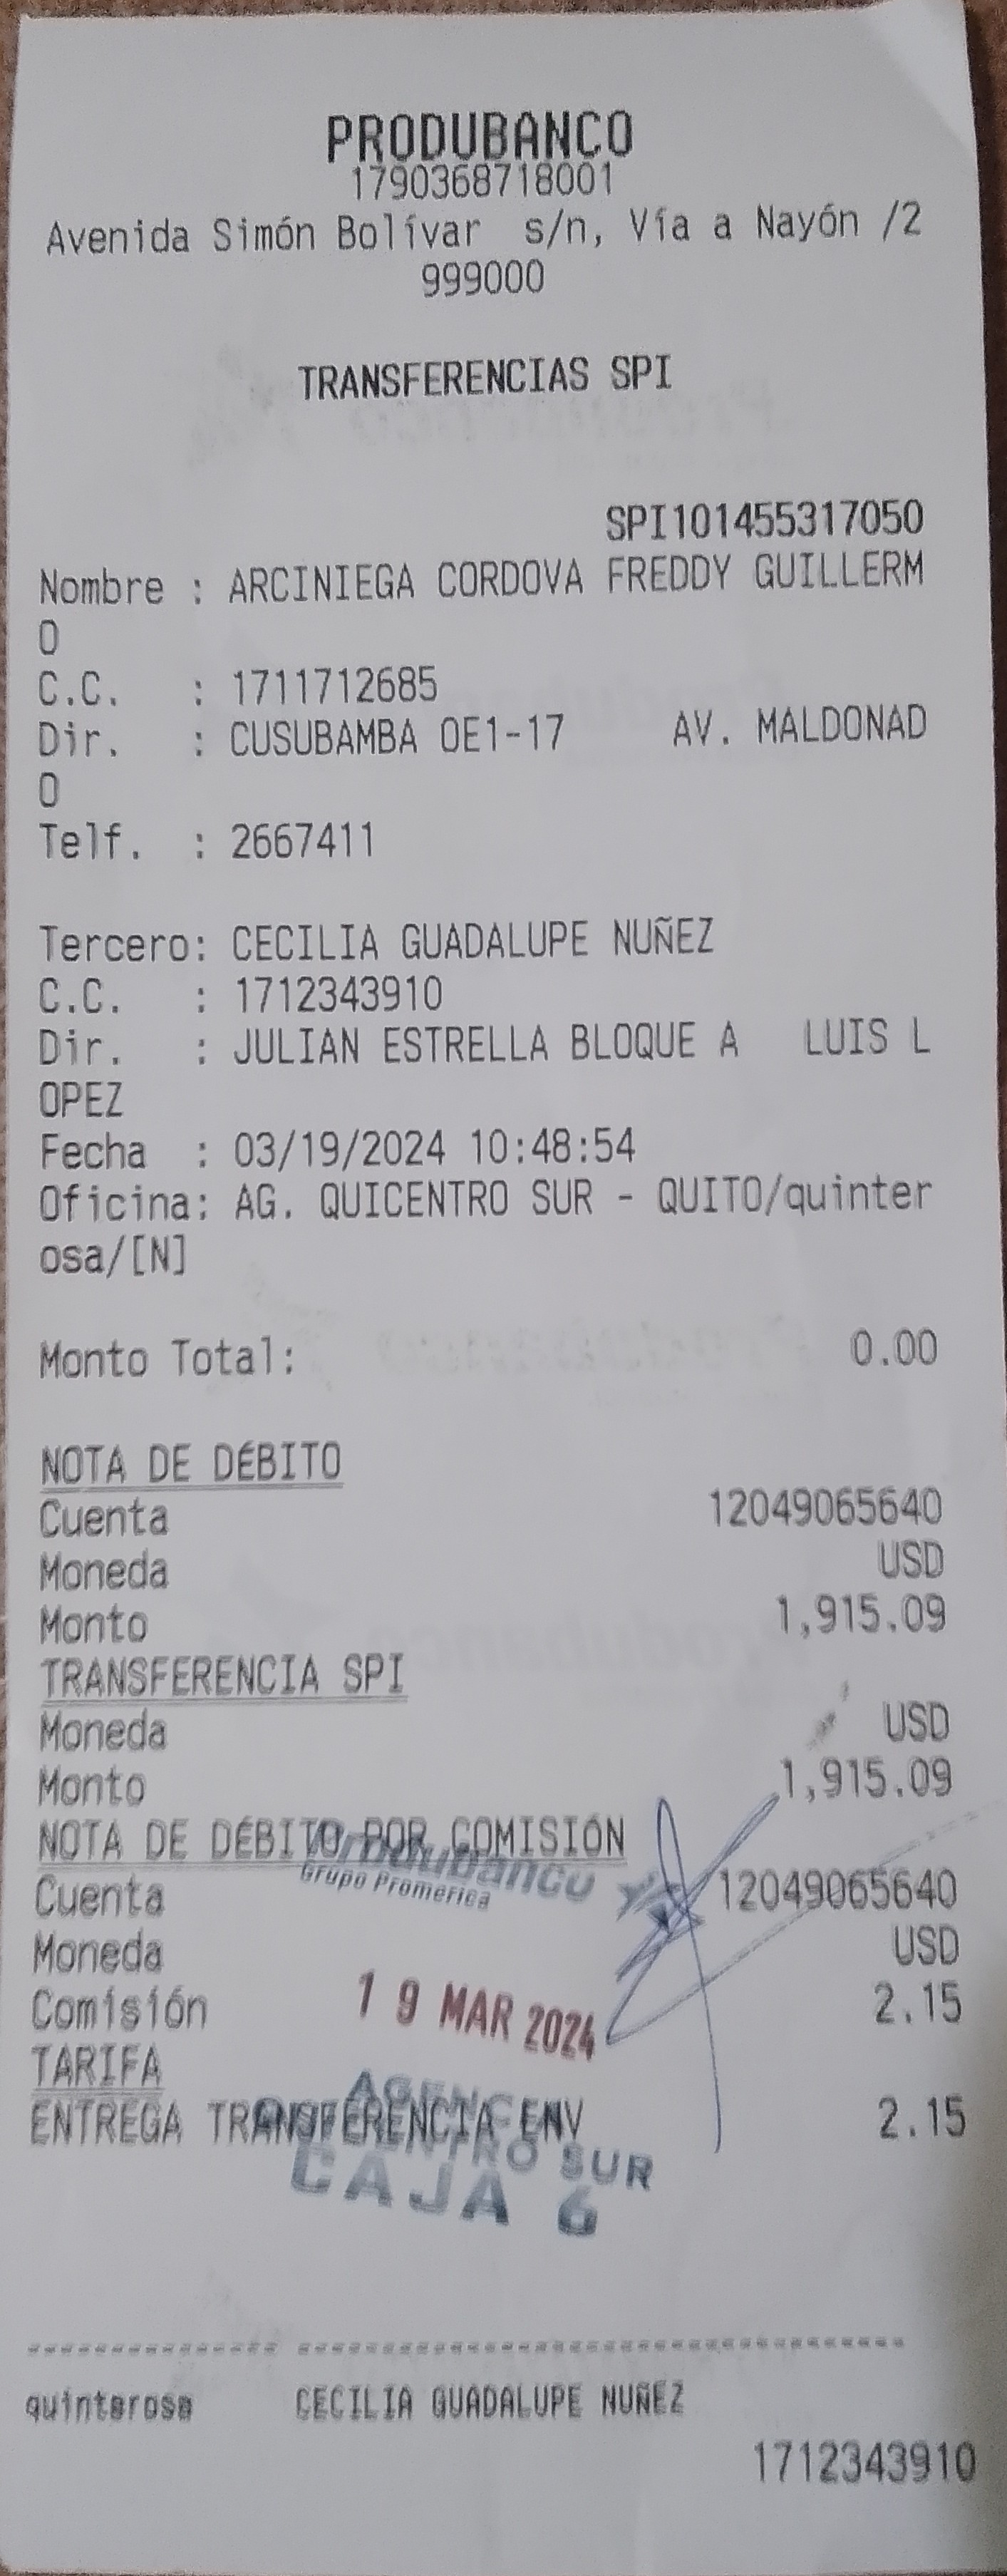 PRODUBANCO
1790368718001
Avenida Simón Bolívar s/n, Vía a Nayón /2
999000
TRANSFERENCIAS SPI
SPI101455317050
Nombre : ARCINIEGA CORDOVA FREDDY GUILLERM
O
C.C. : 1711712685
Dir. : CUSUBAMBA OE1-17 AV. MALDONAD
O
Telf. : 2667411
Tercero: CECILIA GUADALUPE NUÑEZ
C.C. : 1712343910
Dir. : JULIAN ESTRELLA BLOQUE A LUIS L
OPEZ
Fecha : 03/19/2024 10:48:54
Oficina: AG. QUICENTRO SUR - QUITO/quinter
osa/[N]
Monto Total: 0.00
NOTA DE DÉBITO
Cuenta 12049065640
Moneda USD
Monto 1,915.09
TRANSFERENCIA SPI
Moneda USD
Monto 1,915.09
NOTA DE DÉBITO POR COMISIÓN
Produbanco
Grupo Promerica
Cuenta 12049065640
Moneda USD
Comisión 2.15
19 MAR 2024
TARIFA
AGENCIA
ENTREGA TRANSFERENCIA ENV 2.15
QUICENTRO SUR
CAJA 6
quinterosa CECILIA GUADALUPE NUÑEZ
1712343910